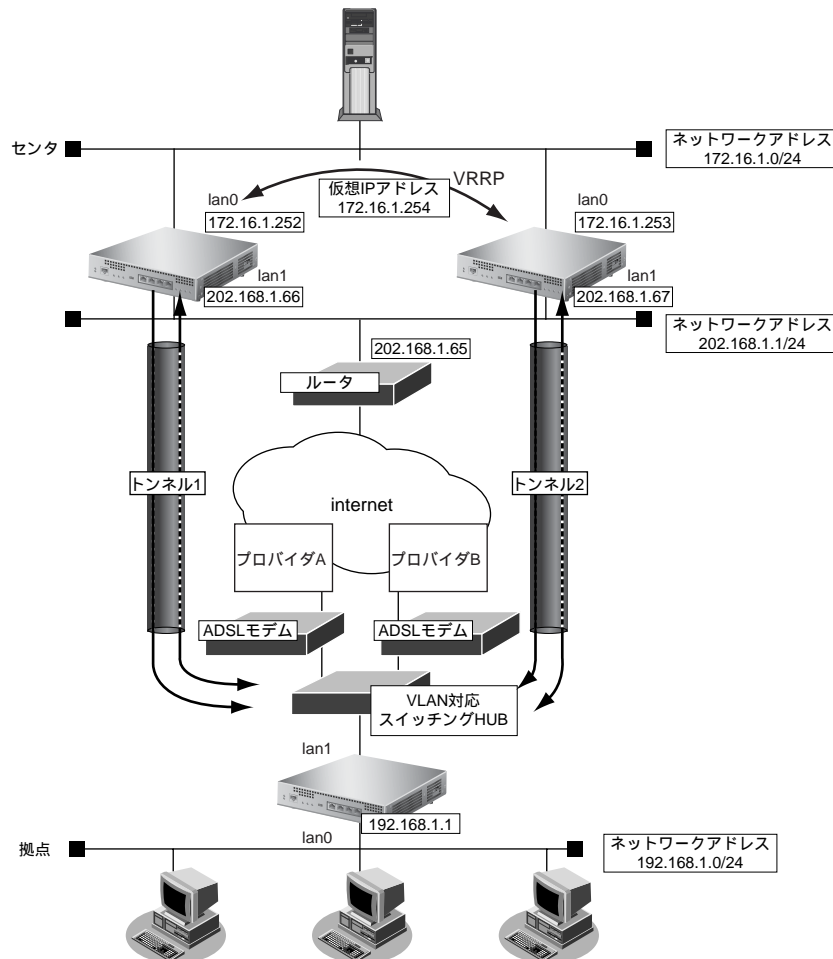 センタ
ネットワークアドレス
172.16.1.0/24
VRRP
仮想IPアドレス
172.16.1.254
lan0
172.16.1.252
lan0
172.16.1.253
lan1
202.168.1.66
lan1
202.168.1.67
ネットワークアドレス
202.168.1.1/24
202.168.1.65
ルータ
トンネル1
トンネル2
internet
プロバイダA
プロバイダB
ADSLモデム
ADSLモデム
VLAN対応
スイッチングHUB
lan1
192.168.1.1
lan0
拠点
ネットワークアドレス
192.168.1.0/24